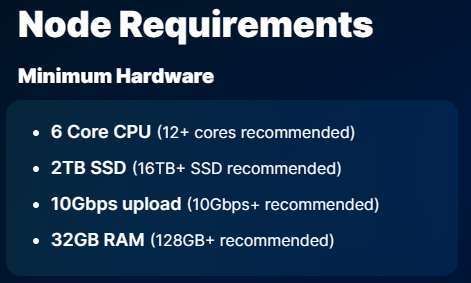 Node Requirements
Minimum Hardware
• 6 Core CPU (12+ cores recommended)
• 2TB SSD (16TB+ SSD recommended)
• 10Gbps upload (10Gbps+ recommended)
• 32GB RAM (128GB+ recommended)